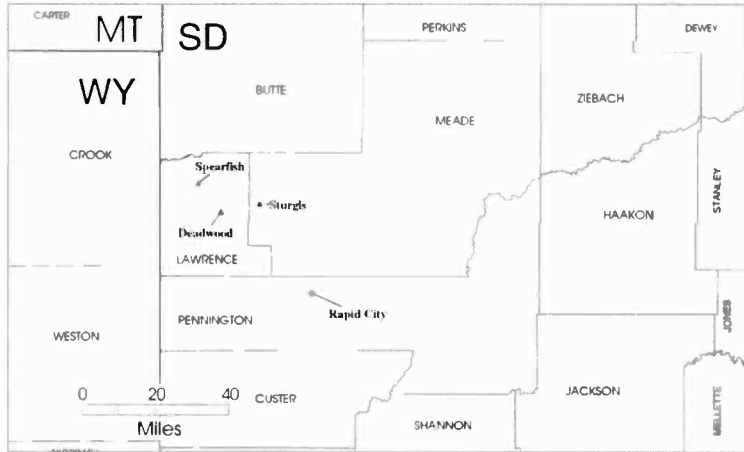 CARTER
MT
SD
PERKINS
DEWEY
WY
BUTTE
ZIEBACH
MEADE
CROOK
Spearfish
STANLEY
Sturgis
HAAKON
Deadwood
LAWRENCE
Rapid City
PENNINGTON
JONES
WESTON
0 20 40
Miles
CUSTER
JACKSON
MELLETTE
SHANNON